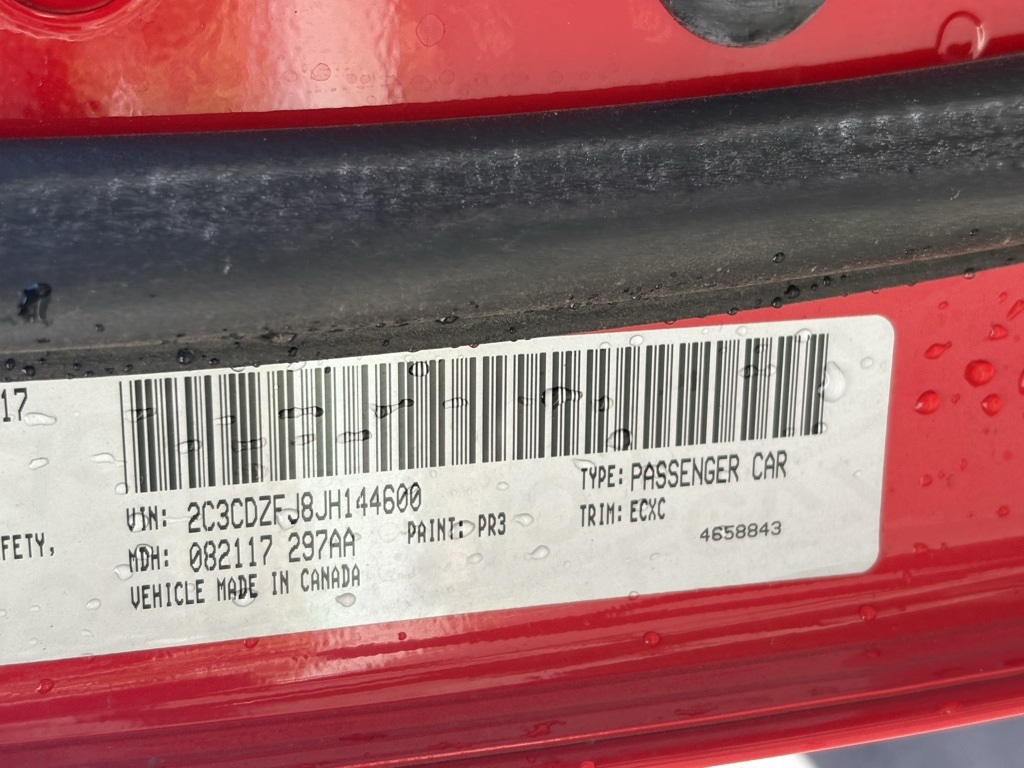 17
FETY,
VIN: 2C3CDZFJ8JH144600
TYPE: PASSENGER CAR
MDH: 082117 297AA
PAINT: PR3
TRIM: ECXC
VEHICLE MADE IN CANADA
4658843